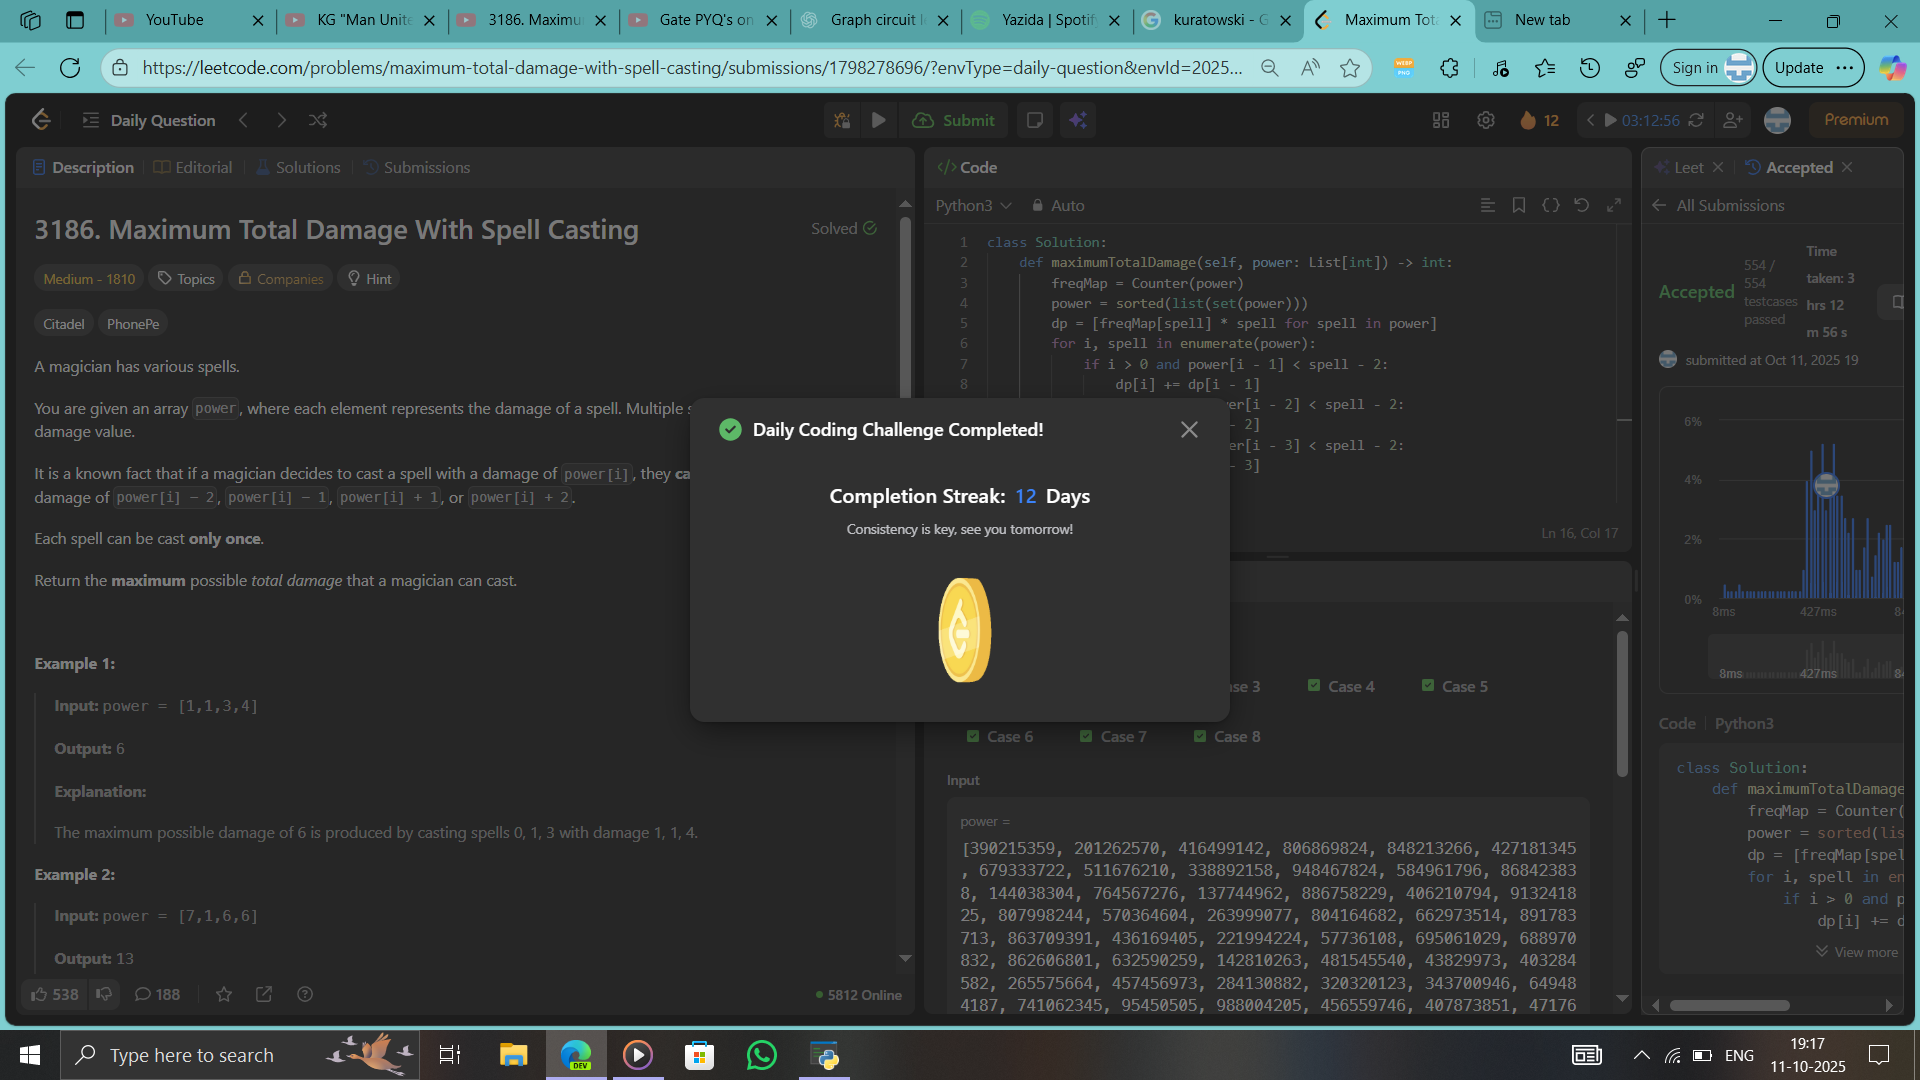 YouTube
KG "Man Unite
3186. Maximu
Gate PYQ's on
Graph circuit l
Yazida | Spotify
kuratowski - G
Maximum Tot
New tab
https://leetcode.com/problems/maximum-total-damage-with-spell-casting/submissions/1798278696/?envType=daily-question&envId=2025...
WEBP
PNG
Sign in
Update
Daily Question
Submit
12
03:12:56
Premium
Description
Editorial
Solutions
Submissions
3186. Maximum Total Damage With Spell Casting
Solved
Medium - 1810
Topics
Companies
Hint
Citadel
PhonePe
A magician has various spells.
You are given an array power, where each element represents the damage of a spell. Multiple s
damage value.
It is a known fact that if a magician decides to cast a spell with a damage of power[i], they ca
damage of power[i] - 2, power[i] - 1, power[i] + 1, or power[i] + 2.
Each spell can be cast only once.
Return the maximum possible total damage that a magician can cast.
Example 1:
Input: power = [1,1,3,4]
Output: 6
Explanation:
The maximum possible damage of 6 is produced by casting spells 0, 1, 3 with damage 1, 1, 4.
Example 2:
Input: power = [7,1,6,6]
Output: 13
538
188
5812 Online
</> Code
Python3
Auto
1 class Solution:
2 def maximumTotalDamage(self, power: List[int]) -> int:
3 freqMap = Counter(power)
4 power = sorted(list(set(power)))
5 dp = [freqMap[spell] * spell for spell in power]
6 for i, spell in enumerate(power):
7 if i > 0 and power[i - 1] < spell - 2:
8 dp[i] += dp[i - 1]
er[i - 2] < spell - 2:
- 2]
er[i - 3] < spell - 2:
- 3]
Ln 16, Col 17
Daily Coding Challenge Completed!
Completion Streak: 12 Days
Consistency is key, see you tomorrow!
se 3
Case 4
Case 5
Case 6
Case 7
Case 8
Input
power =
[390215359, 201262570, 416499142, 806869824, 848213266, 427181345
, 679333722, 511676210, 338892158, 948467824, 584961796, 86842383
8, 144038304, 764567276, 137744962, 886758229, 406210794, 9132418
25, 807998244, 570364604, 263999077, 804164682, 662973514, 891783
713, 863709391, 436169405, 221994224, 57736108, 695061029, 688970
832, 862606801, 632590259, 142810263, 481545540, 43829973, 403284
582, 265575664, 457456973, 284130882, 320320123, 343700946, 64948
4187, 741062345, 95450505, 988004205, 456559746, 407873851, 47176
Leet
Accepted
All Submissions
Accepted
554 /
554
testcases
passed
Time
taken: 3
hrs 12
m 56 s
submitted at Oct 11, 2025 19
6%
4%
2%
0%
8ms
427ms
84
8ms
427ms
84
Code
Python3
class Solution:
def maximumTotalDamage
freqMap = Counter(
power = sorted(lis
dp = [freqMap[spel
for i, spell in en
if i > 0 and p
dp[i] += d
View more
Type here to search
DEV
ENG
19:17
11-10-2025